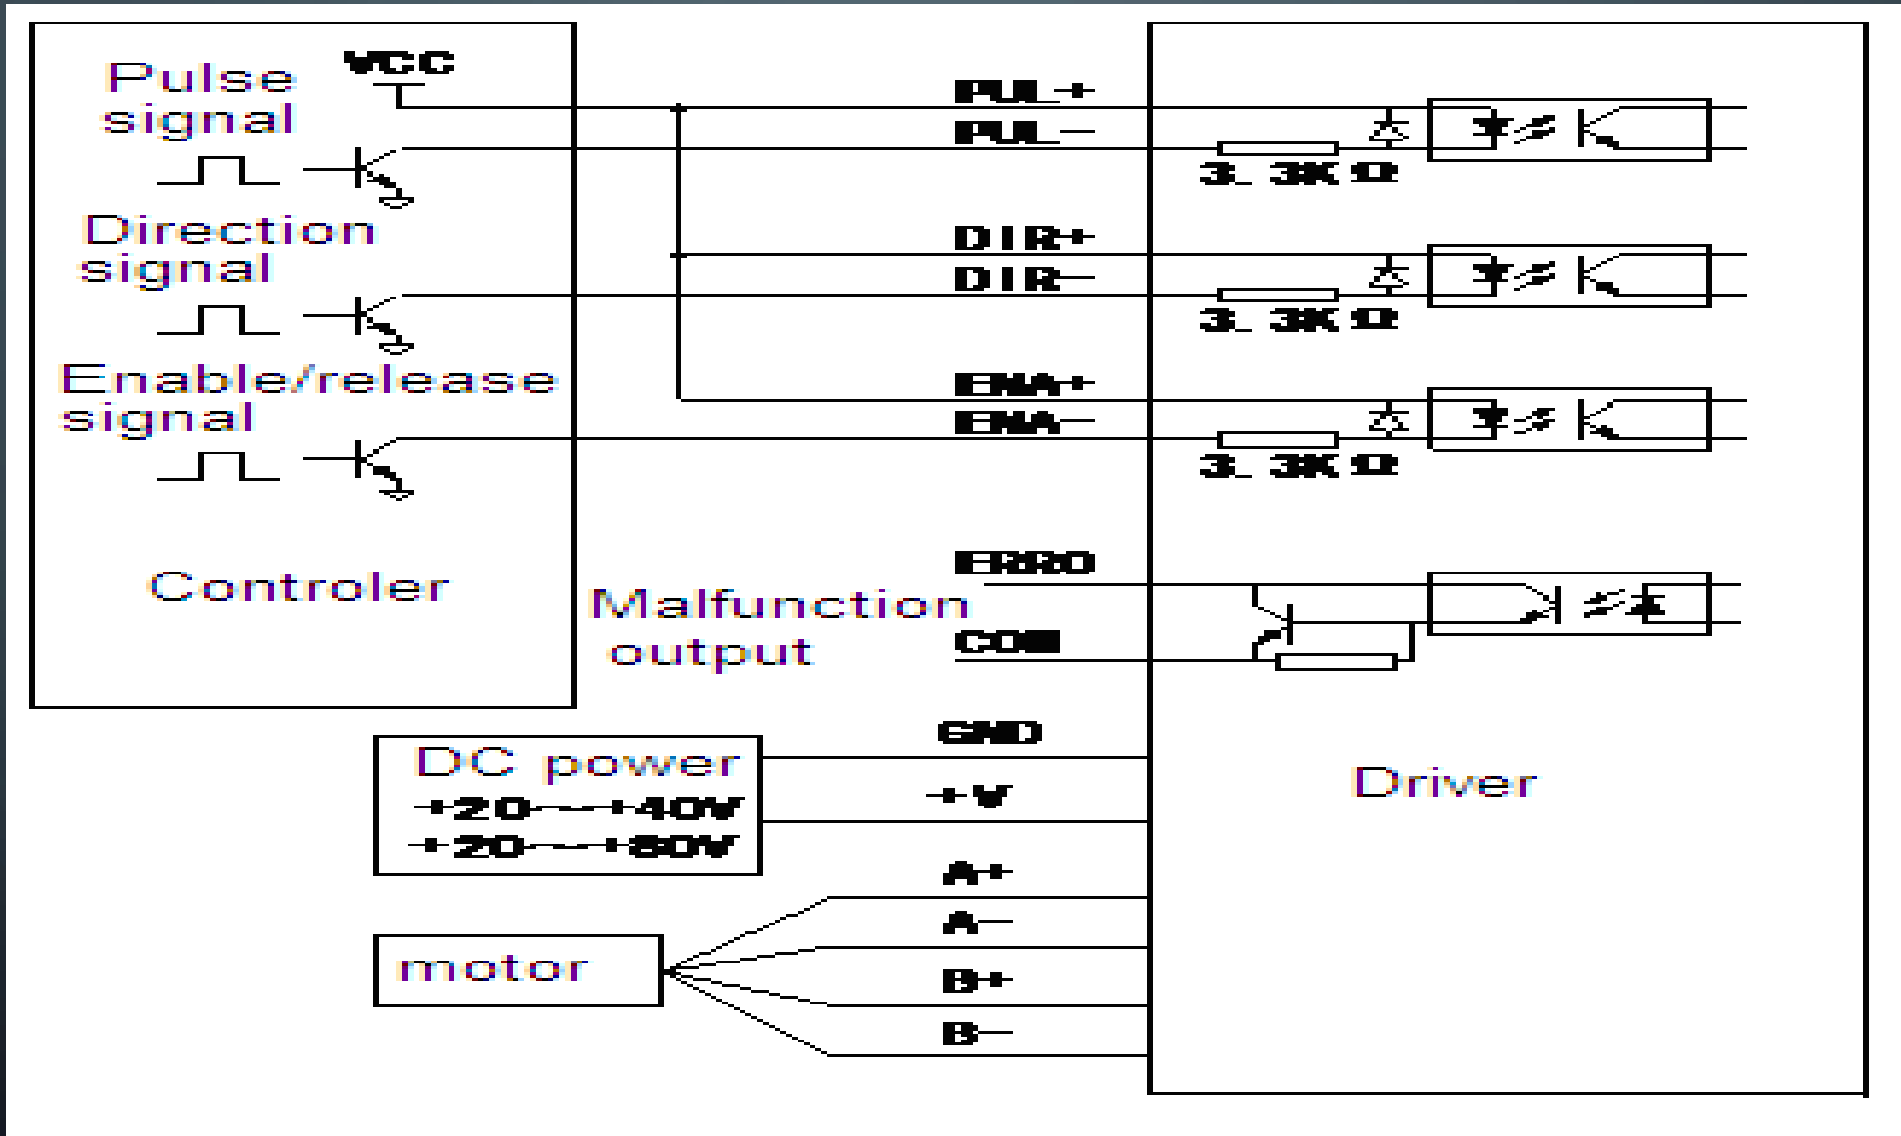 Pulse
signal
VCC
PUL+
PUL-
3.3KΩ
Direction
signal
DIR+
DIR-
3.3KΩ
Enable/release
signal
ENA+
ENA-
3.3KΩ
Controler
Malfunction
output
ERRO
COM
DC power
+20~+40V
+20~+80V
GND
+V
Driver
motor
A+
A-
B+
B-